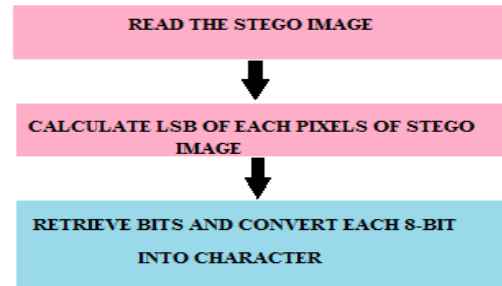 READ THE STEGO IMAGE
CALCULATE LSB OF EACH PIXELS OF STEGO
IMAGE
RETRIEVE BITS AND CONVERT EACH 8-BIT
INTO CHARACTER